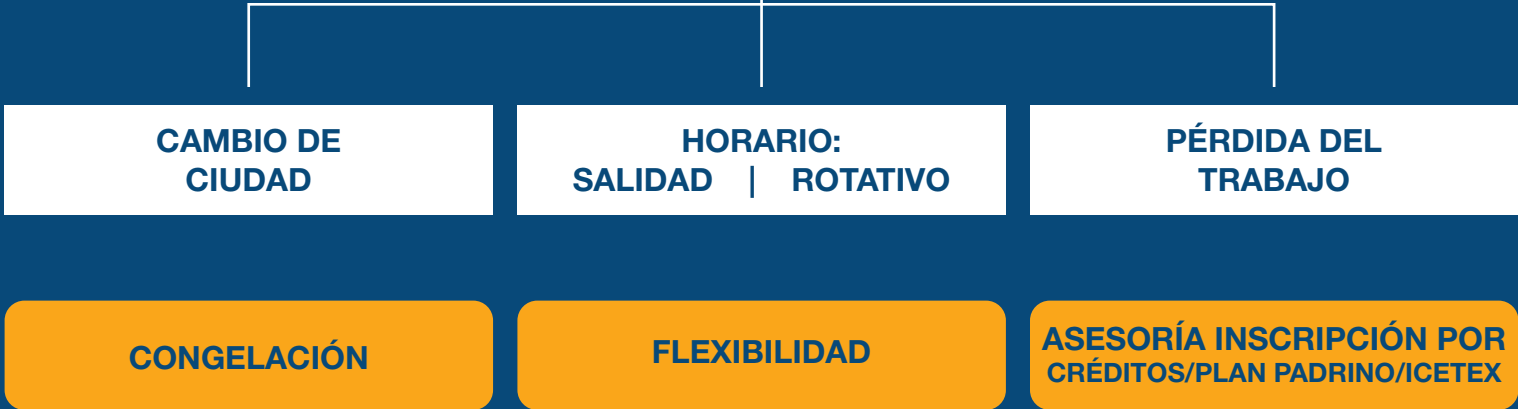 CAMBIO DE
CIUDAD
HORARIO:
SALIDAD | ROTATIVO
PÉRDIDA DEL
TRABAJO
CONGELACIÓN
FLEXIBILIDAD
ASESORÍA INSCRIPCIÓN POR
CRÉDITOS/PLAN PADRINO/ICETEX